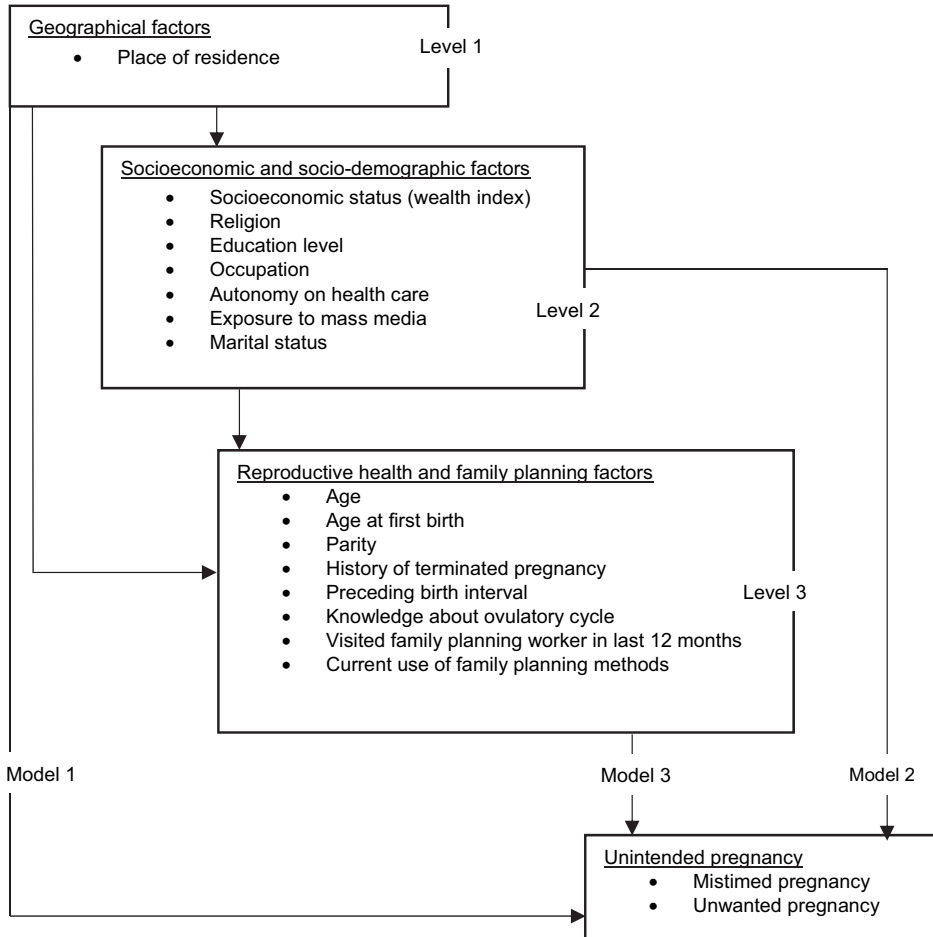 Geographical factors
• Place of residence
Level 1
Socioeconomic and socio-demographic factors
• Socioeconomic status (wealth index)
• Religion
• Education level
• Occupation
• Autonomy on health care
• Exposure to mass media
• Marital status
Level 2
Reproductive health and family planning factors
• Age
• Age at first birth
• Parity
• History of terminated pregnancy
• Preceding birth interval
• Knowledge about ovulatory cycle
• Visited family planning worker in last 12 months
• Current use of family planning methods
Level 3
Model 1
Model 3
Model 2
Unintended pregnancy
• Mistimed pregnancy
• Unwanted pregnancy